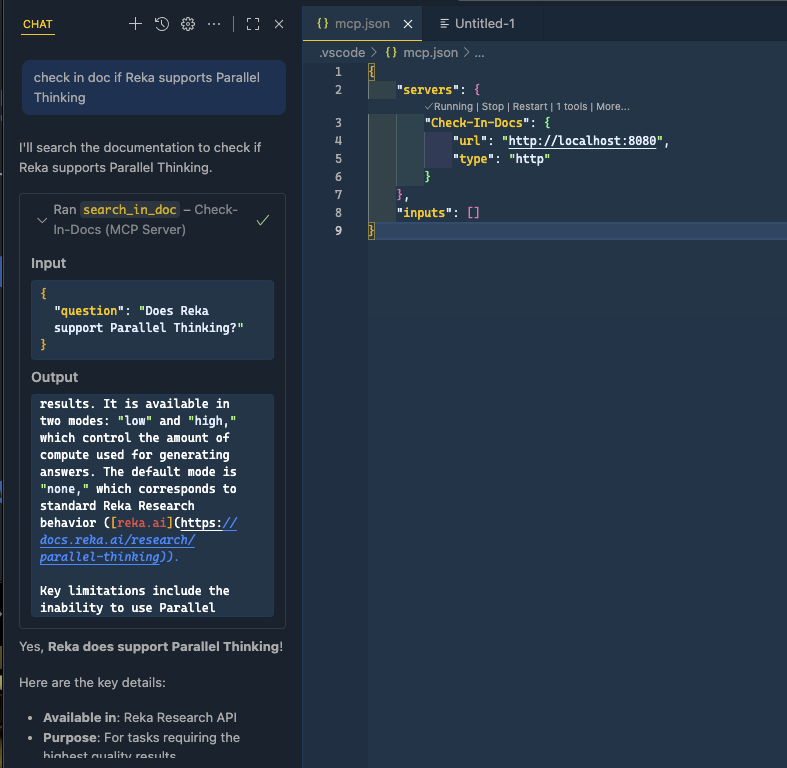 CHAT
check in doc if Reka supports Parallel
Thinking
I'll search the documentation to check if
Reka supports Parallel Thinking.
Ran search_in_doc – Check-
In-Docs (MCP Server)
Input
{
"question": "Does Reka
support Parallel Thinking?"
}
Output
results. It is available in
two modes: "low" and "high,"
which control the amount of
compute used for generating
answers. The default mode is
"none," which corresponds to
standard Reka Research
behavior ([reka.ai](https://
docs.reka.ai/research/
parallel-thinking)).
Key limitations include the
inability to use Parallel
Yes, Reka does support Parallel Thinking!
Here are the key details:
• Available in: Reka Research API
• Purpose: For tasks requiring the
highest quality results
{} mcp.json
Untitled-1
.vscode > {} mcp.json > ...
1 {
2 "servers": {
✓Running | Stop | Restart | 1 tools | More...
3 "Check-In-Docs": {
4 "url": "http://localhost:8080",
5 "type": "http"
6 }
7 },
8 "inputs": []
9 }